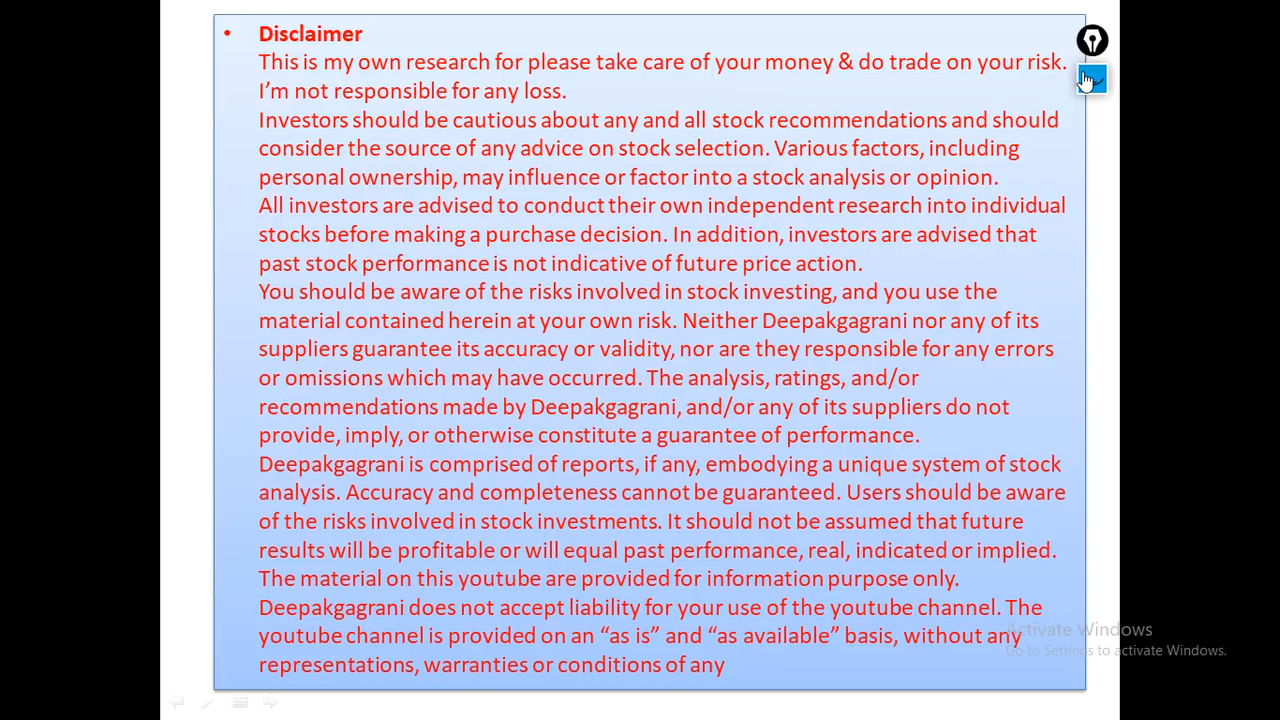 • Disclaimer
This is my own research for please take care of your money & do trade on your risk.
I’m not responsible for any loss.
Investors should be cautious about any and all stock recommendations and should
consider the source of any advice on stock selection. Various factors, including
personal ownership, may influence or factor into a stock analysis or opinion.
All investors are advised to conduct their own independent research into individual
stocks before making a purchase decision. In addition, investors are advised that
past stock performance is not indicative of future price action.
You should be aware of the risks involved in stock investing, and you use the
material contained herein at your own risk. Neither Deepakgagrani nor any of its
suppliers guarantee its accuracy or validity, nor are they responsible for any errors
or omissions which may have occurred. The analysis, ratings, and/or
recommendations made by Deepakgagrani, and/or any of its suppliers do not
provide, imply, or otherwise constitute a guarantee of performance.
Deepakgagrani is comprised of reports, if any, embodying a unique system of stock
analysis. Accuracy and completeness cannot be guaranteed. Users should be aware
of the risks involved in stock investments. It should not be assumed that future
results will be profitable or will equal past performance, real, indicated or implied.
The material on this youtube are provided for information purpose only.
Deepakgagrani does not accept liability for your use of the youtube channel. The
youtube channel is provided on an “as is” and “as available” basis, without any
representations, warranties or conditions of any
Activate Windows
Go to Settings to activate Windows.